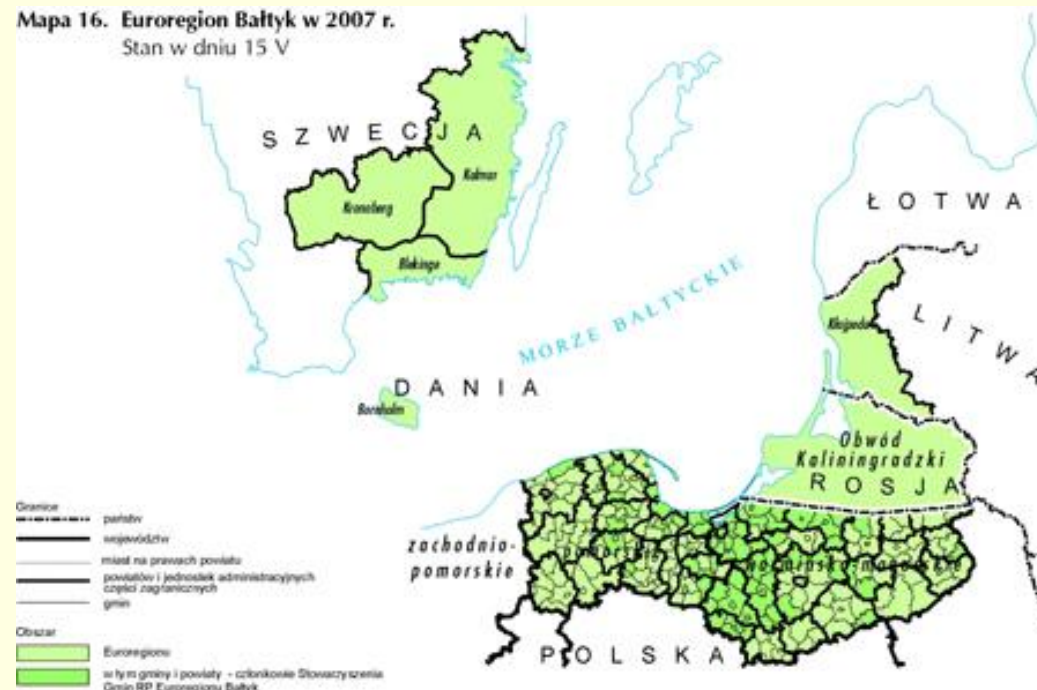 Mapa 16. Euroregion Bałtyk w 2007 r.
Stan w dniu 15 V
SZWECJA
Kalmar
Kronoberg
Blekinge
ŁOTWA
MORZE BAŁTYCKIE
Kłajpeda
LITWA
DANIA
Bornholm
Obwód
Kaliningradzki
ROSJA
zachodnio-
pomorskie
pomorskie
warmińsko-mazurskie
POLSKA
Granice
państw
województw
miast na prawach powiatu
powiatów i jednostek administracyjnych
części zagranicznych
gmin
Obszar
Euroregionu
w tym gminy i powiaty - członkowie Stowarzyszenia
Gmin RP Euroregionu Bałtyk